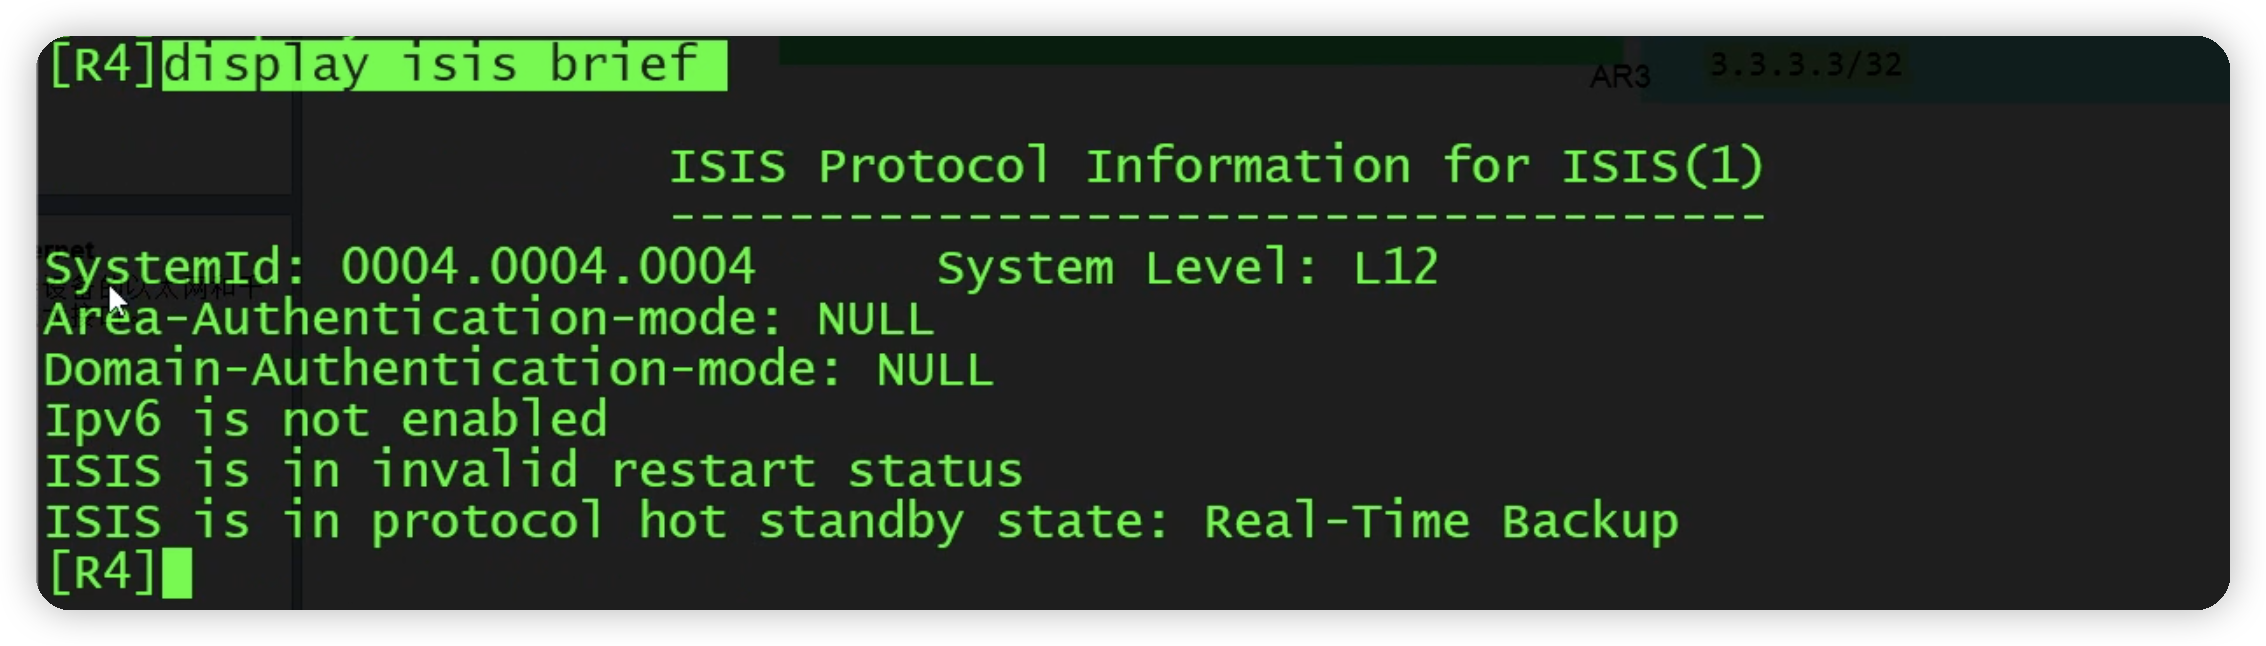 [R4]display isis brief
AR3 3.3.3.3/32
ISIS Protocol Information for ISIS(1)
-------------------------------------
SystemId: 0004.0004.0004 System Level: L12
Area-Authentication-mode: NULL
Domain-Authentication-mode: NULL
Ipv6 is not enabled
ISIS is in invalid restart status
ISIS is in protocol hot standby state: Real-Time Backup
[R4]